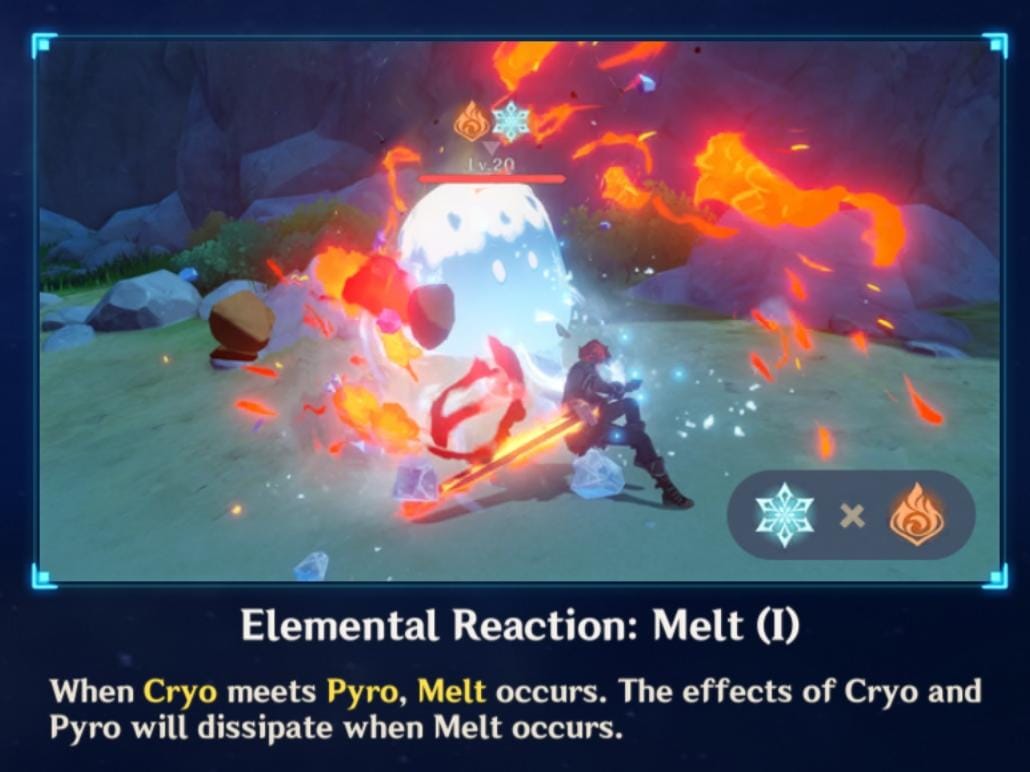 Lv.20
Elemental Reaction: Melt (I)
When Cryo meets Pyro, Melt occurs. The effects of Cryo and
Pyro will dissipate when Melt occurs.